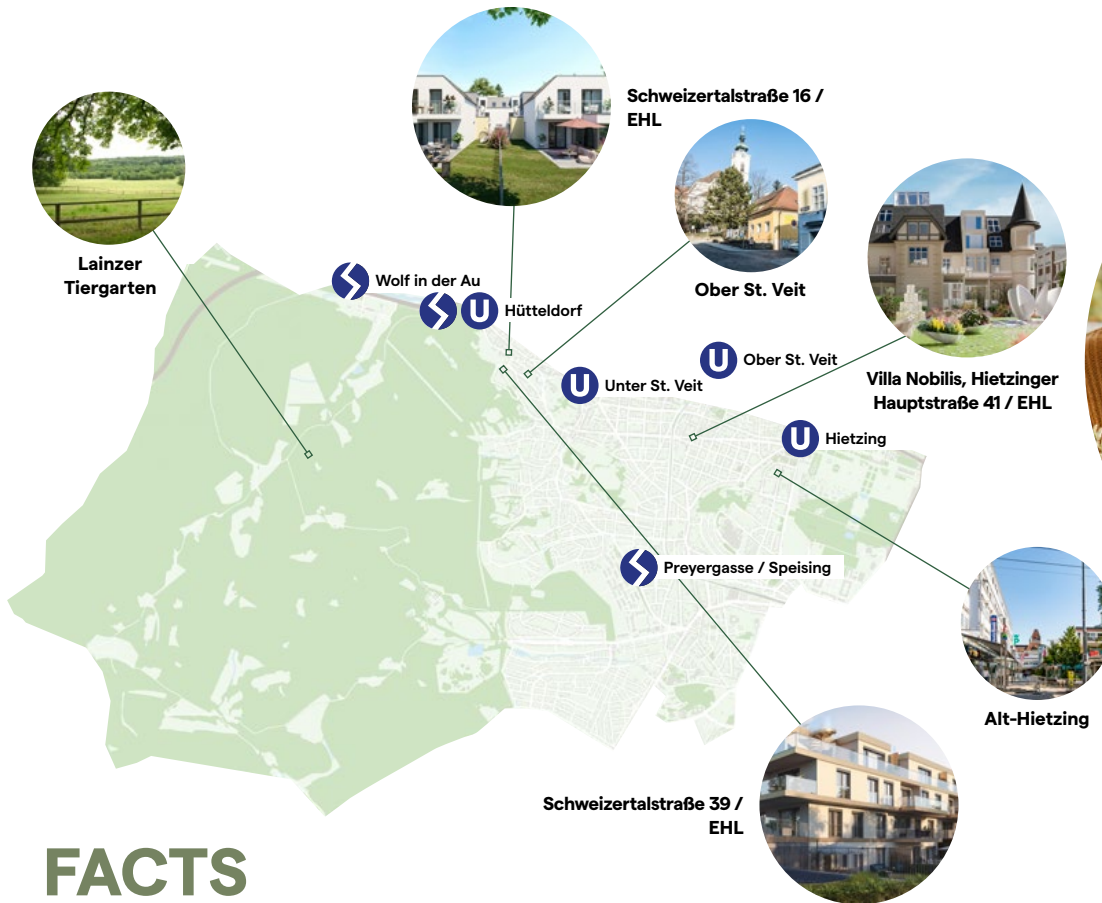 Schweizertalstraße 16 /
EHL
Lainzer
Tiergarten
Ober St. Veit
Wolf in der Au
U
Hütteldorf
U
Ober St. Veit
U
Unter St. Veit
Villa Nobilis, Hietzinger
Hauptstraße 41 / EHL
U
Hietzing
Preyergasse / Speising
Alt-Hietzing
Schweizertalstraße 39 /
EHL
FACTS